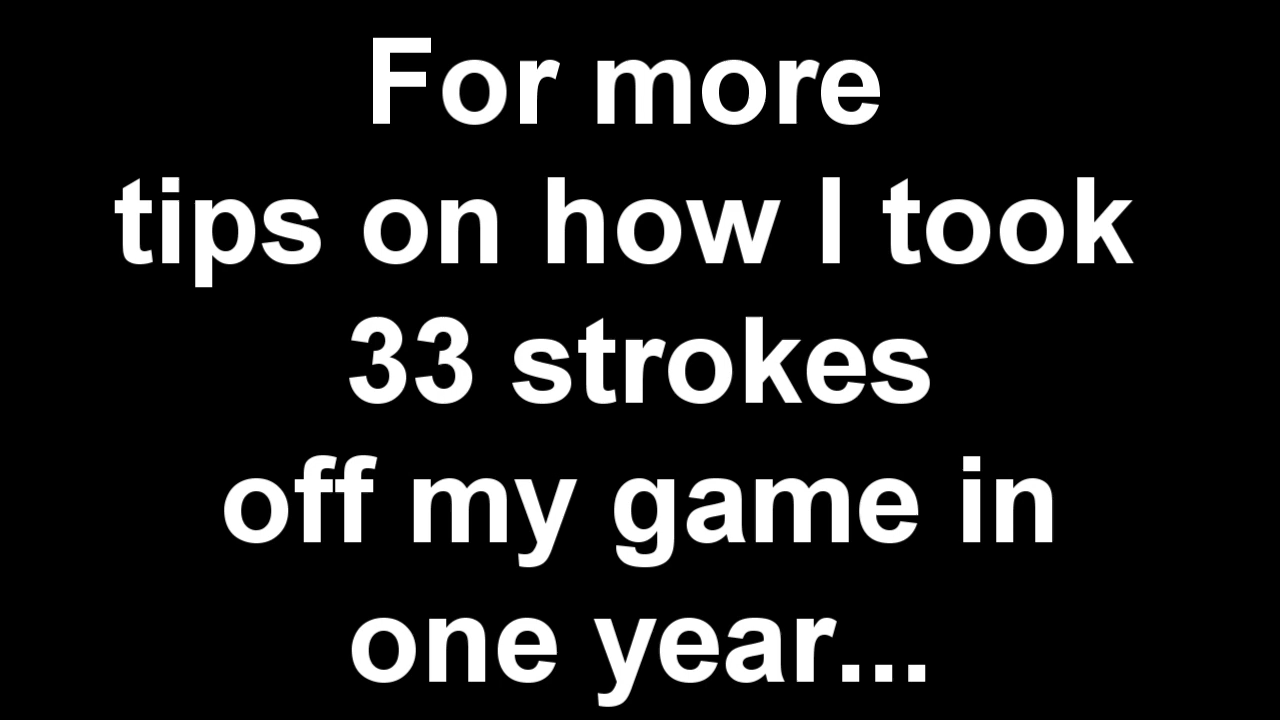 For more
tips on how I took
33 strokes
off my game in
one year...